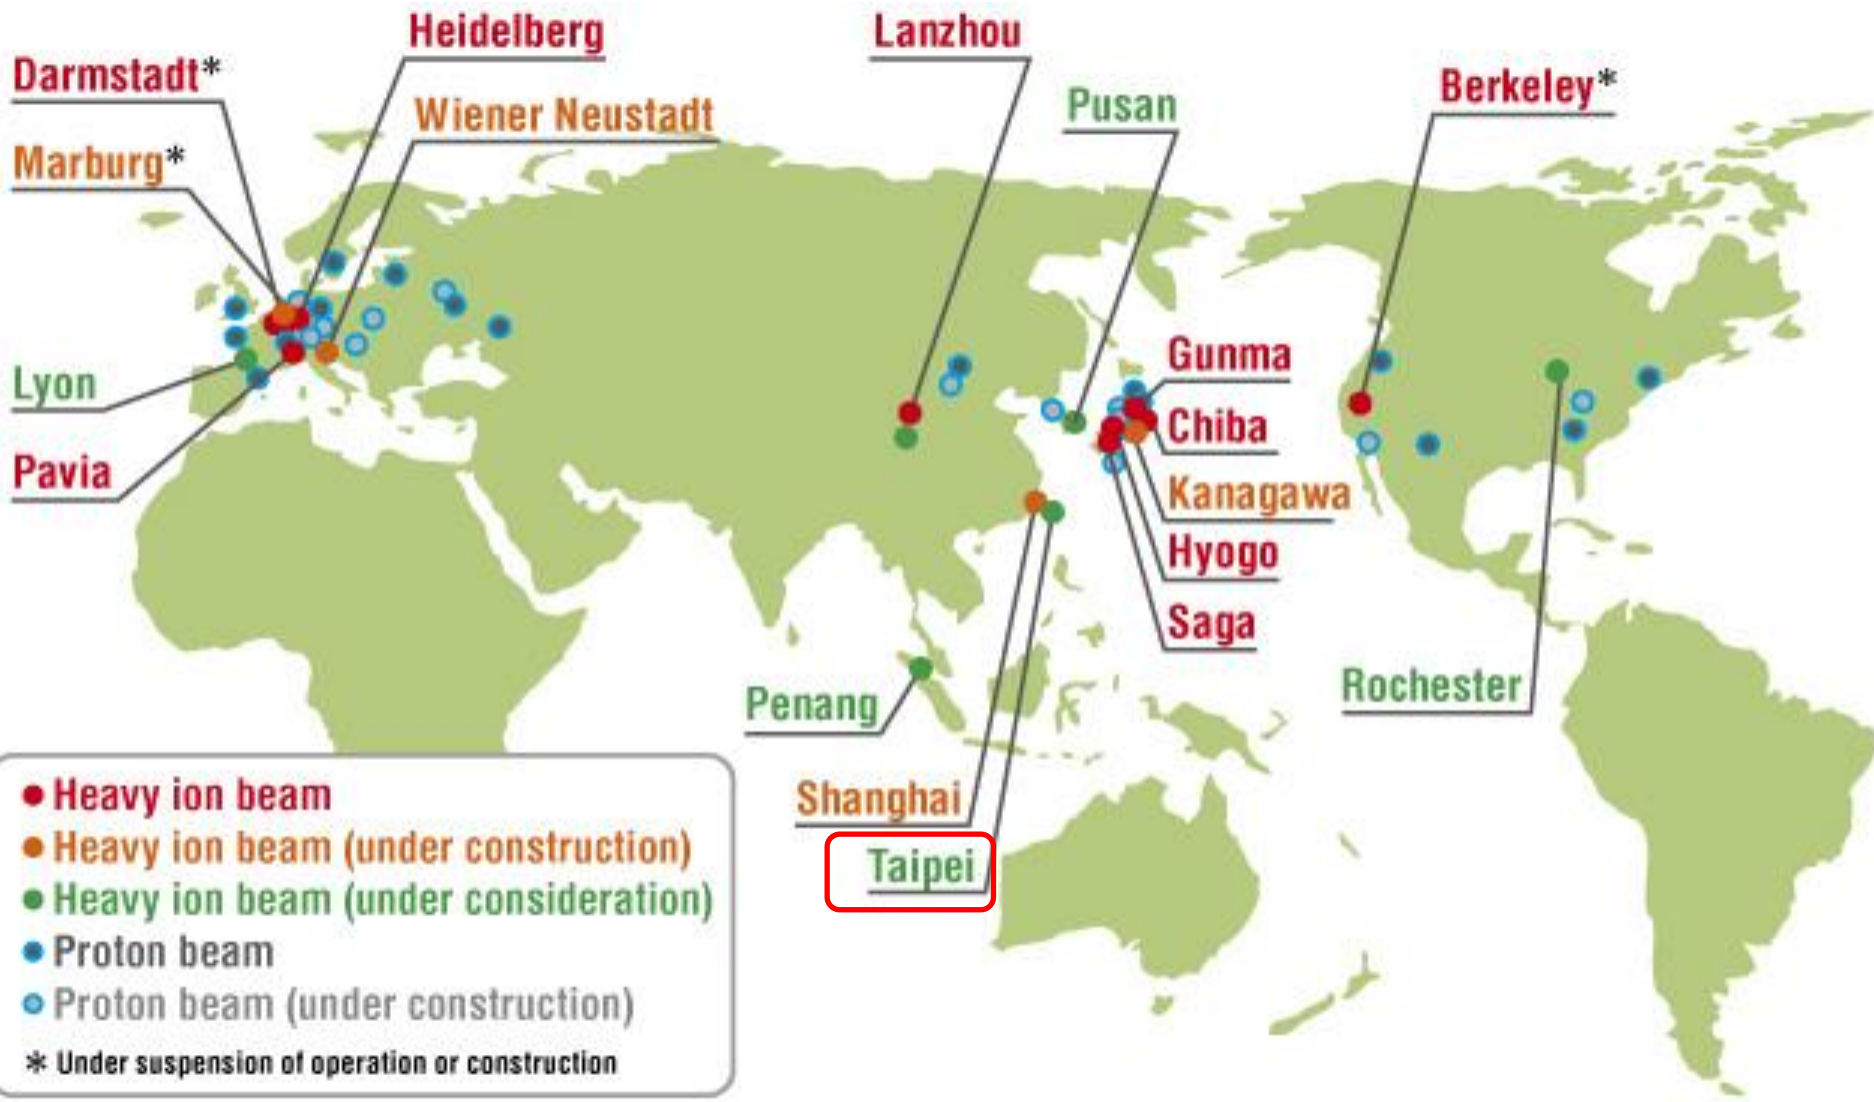 Heidelberg
Lanzhou
Darmstadt*
Berkeley*
Pusan
Wiener Neustadt
Marburg*
Gunma
Lyon
Chiba
Pavia
Kanagawa
Hyogo
Saga
Penang
Rochester
Shanghai
Taipei
Heavy ion beam
Heavy ion beam (under construction)
Heavy ion beam (under consideration)
Proton beam
Proton beam (under construction)
* Under suspension of operation or construction